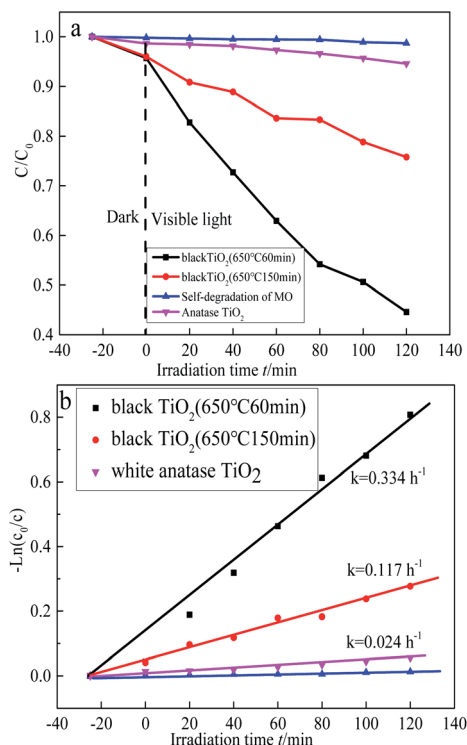 a
1.0
0.9
0.8
0.7
0.6
0.5
0.4
C/C₀
Dark
Visible light
blackTiO₂(650℃60min)
blackTiO₂(650℃150min)
Self-degradation of MO
Anatase TiO₂
-40 -20 0 20 40 60 80 100 120 140
Irradiation time t/min
b
-0.8
0.6
0.4
0.2
0.0
-Ln(c₀/c)
black TiO₂(650℃60min)
black TiO₂(650℃150min)
white anatase TiO₂
k=0.334 h⁻¹
k=0.117 h⁻¹
k=0.024 h⁻¹
-40 -20 0 20 40 60 80 100 120 140
Irradiation time t/min